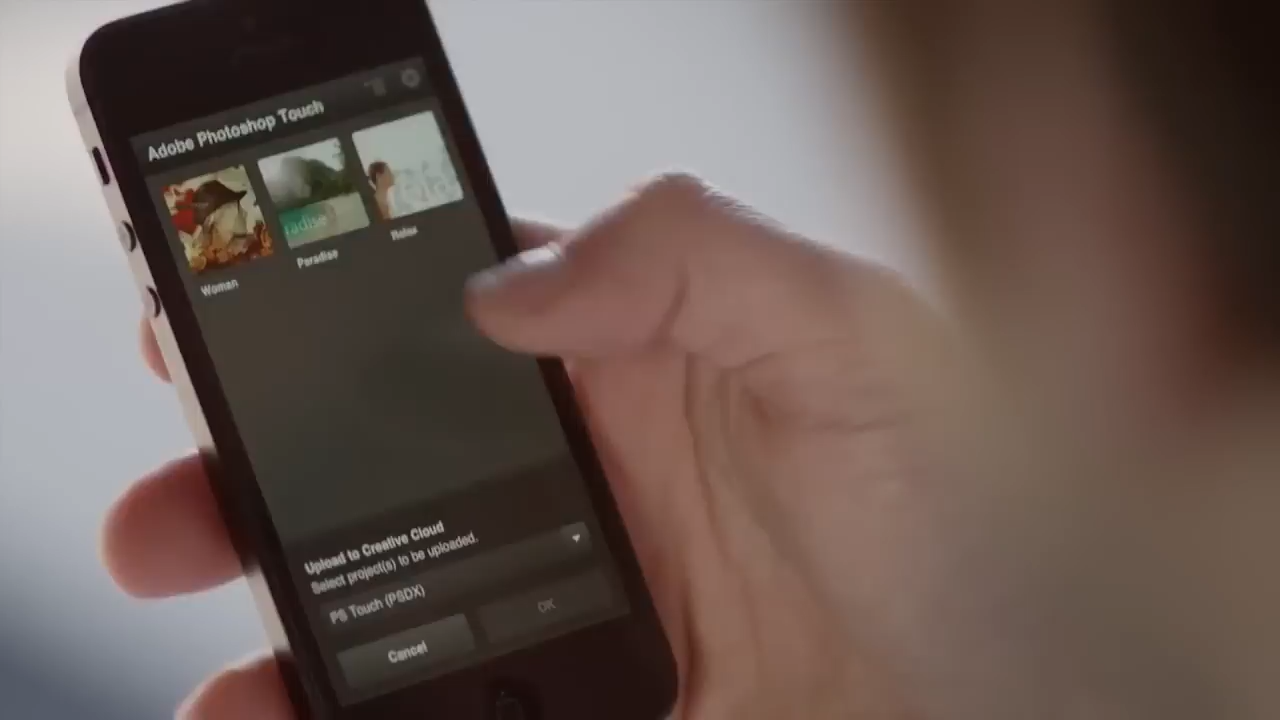 Adobe Photoshop Touch
radise
Relax
Paradise
Woman
Upload to Creative Cloud
Select project(s) to be uploaded.
PS Touch (PSDX)
OK
Cancel